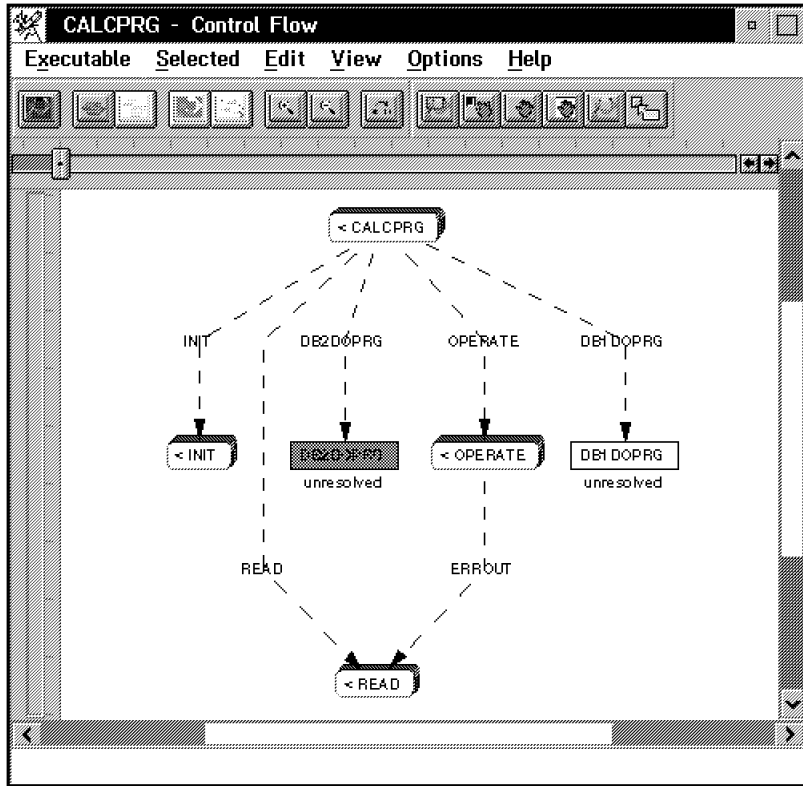 CALCPRG - Control Flow
Executable Selected Edit View Options Help
< CALCPRG
INIT DB2DOPRG OPERATE DB1DOPRG
< INIT DB2DOPRG < OPERATE DB1DOPRG
unresolved unresolved
READ ERROUT
< READ